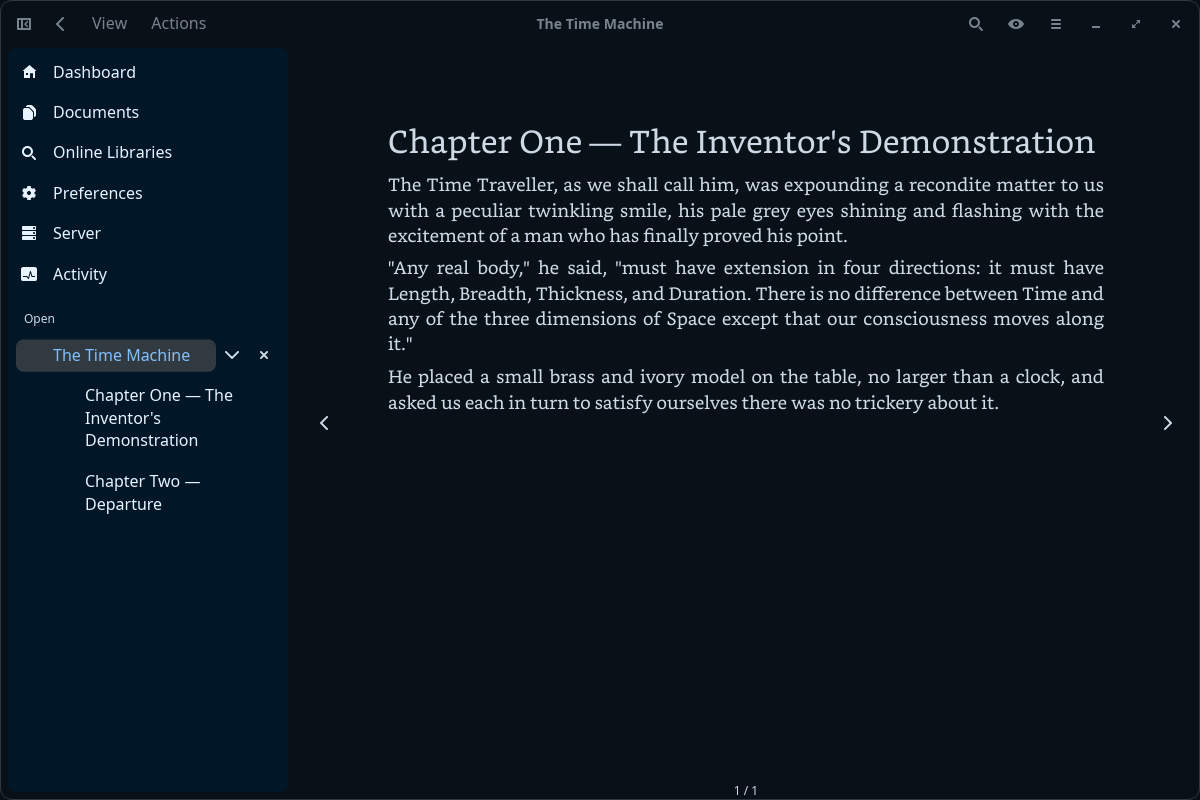 View Actions The Time Machine
Dashboard
Documents
Online Libraries
Preferences
Server
Activity
Open
The Time Machine
Chapter One — The
Inventor's
Demonstration
Chapter Two —
Departure
Chapter One — The Inventor's Demonstration
The Time Traveller, as we shall call him, was expounding a recondite matter to us
with a peculiar twinkling smile, his pale grey eyes shining and flashing with the
excitement of a man who has finally proved his point.
"Any real body," he said, "must have extension in four directions: it must have
Length, Breadth, Thickness, and Duration. There is no difference between Time and
any of the three dimensions of Space except that our consciousness moves along
it."
He placed a small brass and ivory model on the table, no larger than a clock, and
asked us each in turn to satisfy ourselves there was no trickery about it.
1 / 1